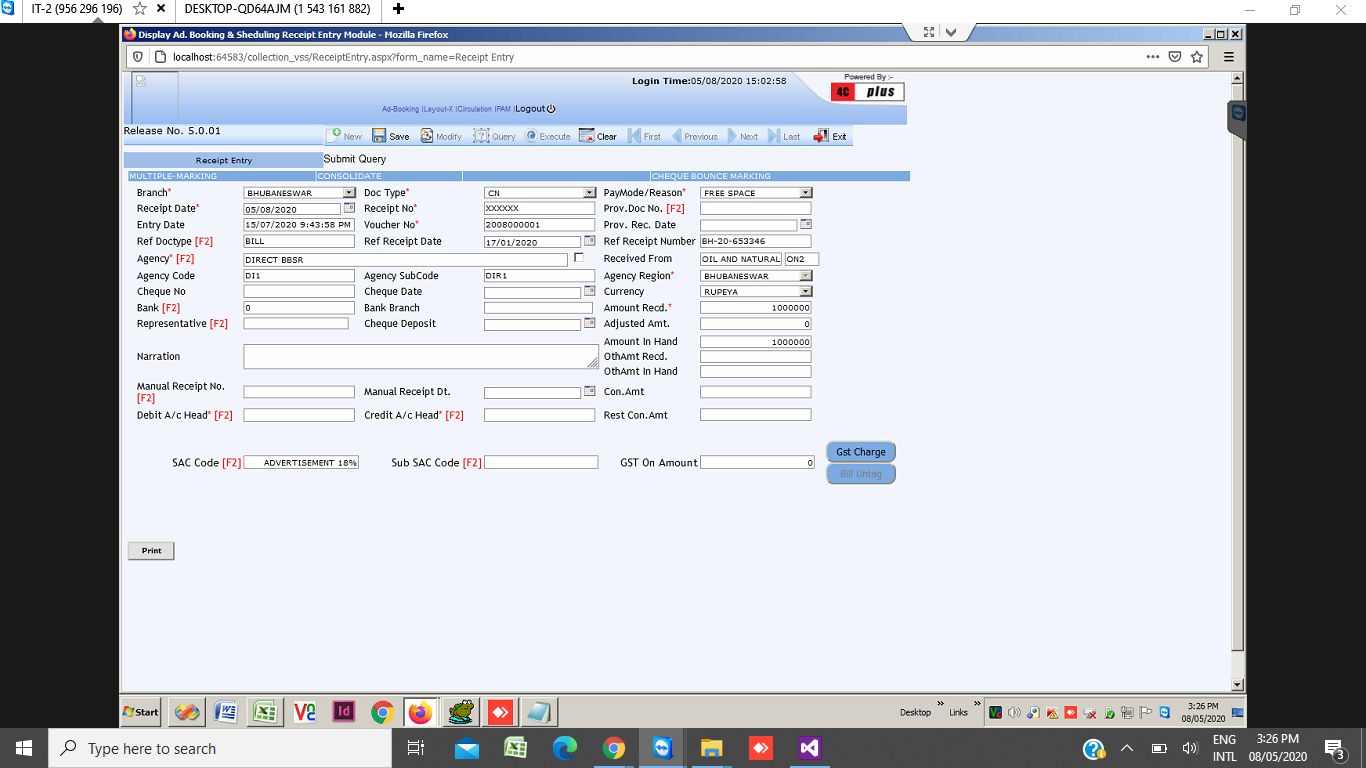 IT-2 (956 296 196)
DESKTOP-QD64AJM (1 543 161 882)
Display Ad. Booking & Sheduling Receipt Entry Module - Mozilla Firefox
localhost:64583/collection_vss/ReceiptEntry.aspx?form_name=Receipt Entry
Login Time:05/08/2020 15:02:58
Powered By :-
4C plus
Ad-Booking |Layout-X |Circulation |PAM |Logout
Release No. 5.0.01
New Save Modify Query Execute Clear First Previous Next Last Exit
Receipt Entry Submit Query
MULTIPLE-MARKING CONSOLIDATE CHEQUE BOUNCE MARKING
Branch* BHUBANESWAR Doc Type* CN PayMode/Reason* FREE SPACE
Receipt Date* 05/08/2020 Receipt No* XXXXXX Prov.Doc No. [F2]
Entry Date 15/07/2020 9:43:58 PM Voucher No* 2008000001 Prov. Rec. Date
Ref Doctype [F2] BILL Ref Receipt Date 17/01/2020 Ref Receipt Number BH-20-653346
Agency* [F2] DIRECT BBSR Received From OIL AND NATURAL ON2
Agency Code DI1 Agency SubCode DIR1 Agency Region* BHUBANESWAR
Cheque No Cheque Date Currency RUPEYA
Bank [F2] 0 Bank Branch Amount Recd.* 1000000
Representative [F2] Cheque Deposit Adjusted Amt. 0
Amount In Hand 1000000
Narration OthAmt Recd.
OthAmt In Hand
Manual Receipt No. [F2] Manual Receipt Dt. Con.Amt
Debit A/c Head* [F2] Credit A/c Head* [F2] Rest Con.Amt
Gst Charge
SAC Code [F2] ADVERTISEMENT 18% Sub SAC Code [F2] GST On Amount 0
Bill Untag
Print
Start Desktop Links 3:26 PM
08/05/2020
Type here to search ENG 3:26 PM
INTL 08/05/2020 3